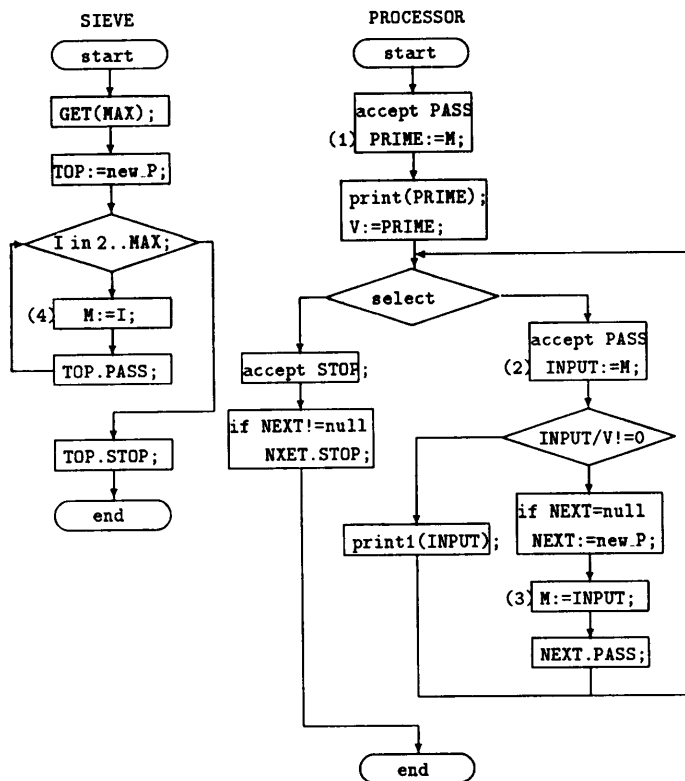 SIEVE
start
GET(MAX);
TOP:=new_P;
I in 2..MAX;
(4) M:=I;
TOP.PASS;
TOP.STOP;
end
PROCESSOR
start
accept PASS
(1) PRIME:=M;
print(PRIME);
V:=PRIME;
select
accept STOP;
if NEXT!=null
NXET.STOP;
accept PASS
(2) INPUT:=M;
INPUT/V!=0
print1(INPUT);
if NEXT=null
NEXT:=new_P;
(3) M:=INPUT;
NEXT.PASS;
end